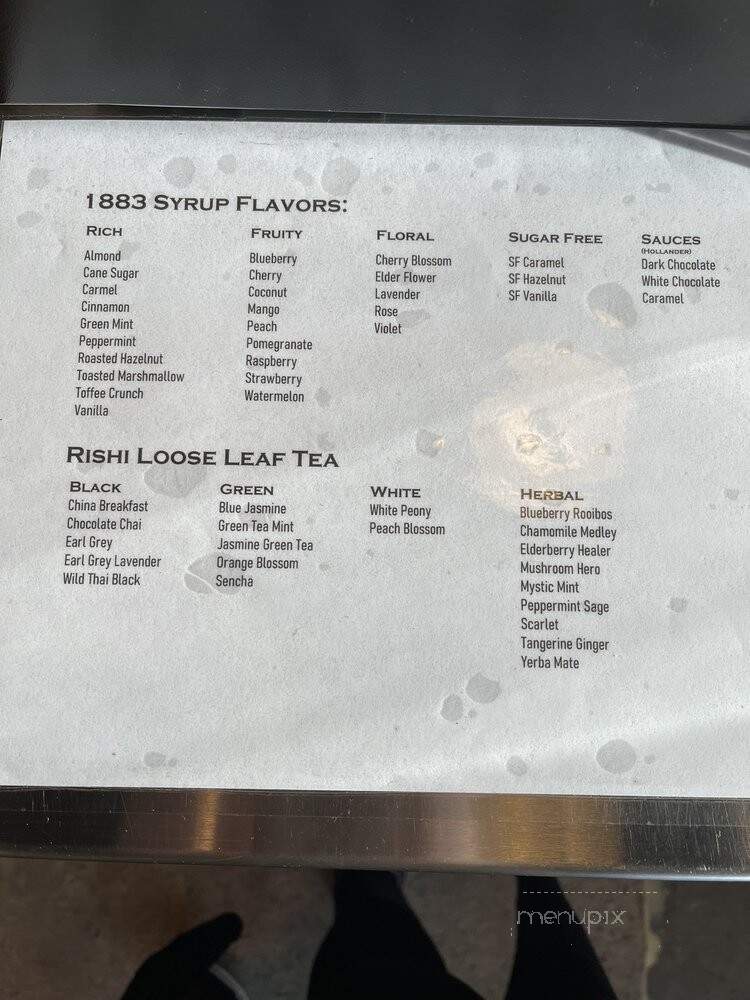 1883 SYRUP FLAVORS:
RICH
Almond
Cane Sugar
Carmel
Cinnamon
Green Mint
Peppermint
Roasted Hazelnut
Toasted Marshmallow
Toffee Crunch
Vanilla
FRUITY
Blueberry
Cherry
Coconut
Mango
Peach
Pomegranate
Raspberry
Strawberry
Watermelon
FLORAL
Cherry Blossom
Elder Flower
Lavender
Rose
Violet
SUGAR FREE
SF Caramel
SF Hazelnut
SF Vanilla
SAUCES
(HOLLANDER)
Dark Chocolate
White Chocolate
Caramel
RISHI LOOSE LEAF TEA
BLACK
China Breakfast
Chocolate Chai
Earl Grey
Earl Grey Lavender
Wild Thai Black
GREEN
Blue Jasmine
Green Tea Mint
Jasmine Green Tea
Orange Blossom
Sencha
WHITE
White Peony
Peach Blossom
HERBAL
Blueberry Rooibos
Chamomile Medley
Elderberry Healer
Mushroom Hero
Mystic Mint
Peppermint Sage
Scarlet
Tangerine Ginger
Yerba Mate
menupix